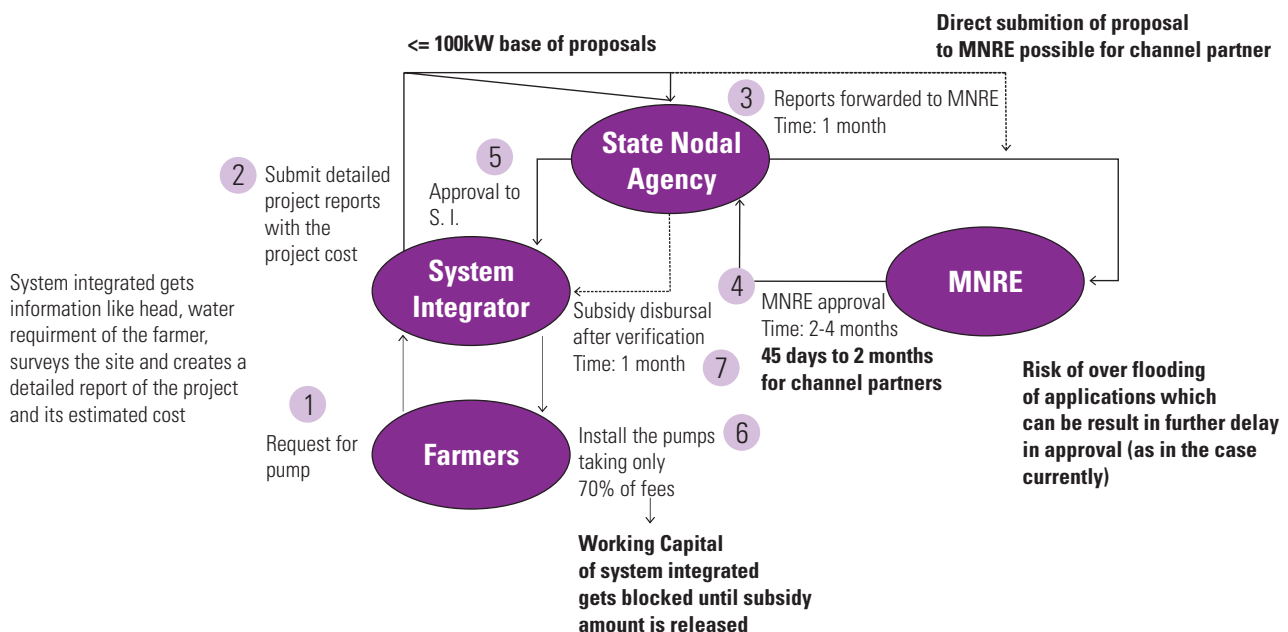 <= 100kW base of proposals
Direct submition of proposal
to MNRE possible for channel partner
3
Reports forwarded to MNRE
Time: 1 month
State Nodal
Agency
5
Approval to
S. I.
2
Submit detailed
project reports
with the
project cost
System
Integrator
MNRE
System integrated gets
information like head, water
requirment of the farmer,
surveys the site and creates a
detailed report of the project
and its estimated cost
Subsidy disbursal
after verification
Time: 1 month
7
4
MNRE approval
Time: 2-4 months
45 days to 2 months
for channel partners
Risk of over flooding
of applications which
can be result in further delay
in approval (as in the case
currently)
1
Request for
pump
Farmers
Install the pumps
taking only
70% of fees
6
Working Capital
of system integrated
gets blocked until subsidy
amount is released